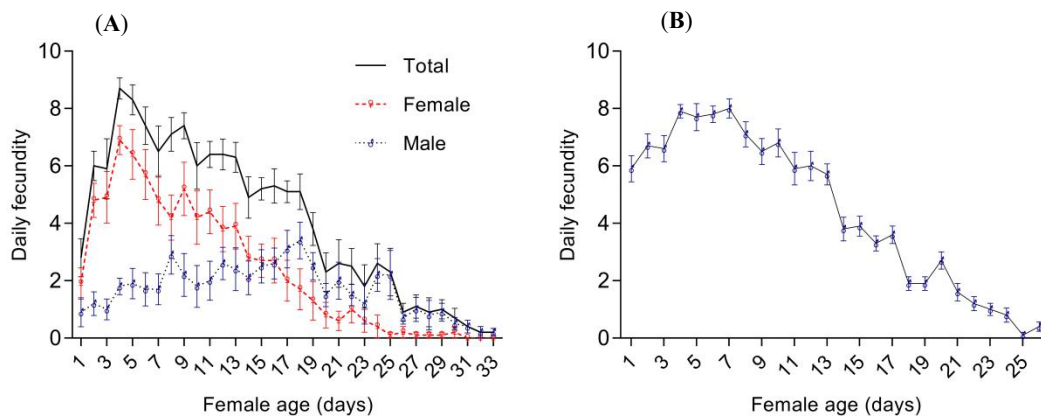 (A)
Daily fecundity
10
8
6
4
2
0
Total
Female
Male
1 3 5 7 9 11 13 15 17 19 21 23 25 27 29 31 33
Female age (days)
(B)
Daily fecundity
10
8
6
4
2
0
1 3 5 7 9 11 13 15 17 19 21 23 25
Female age (days)